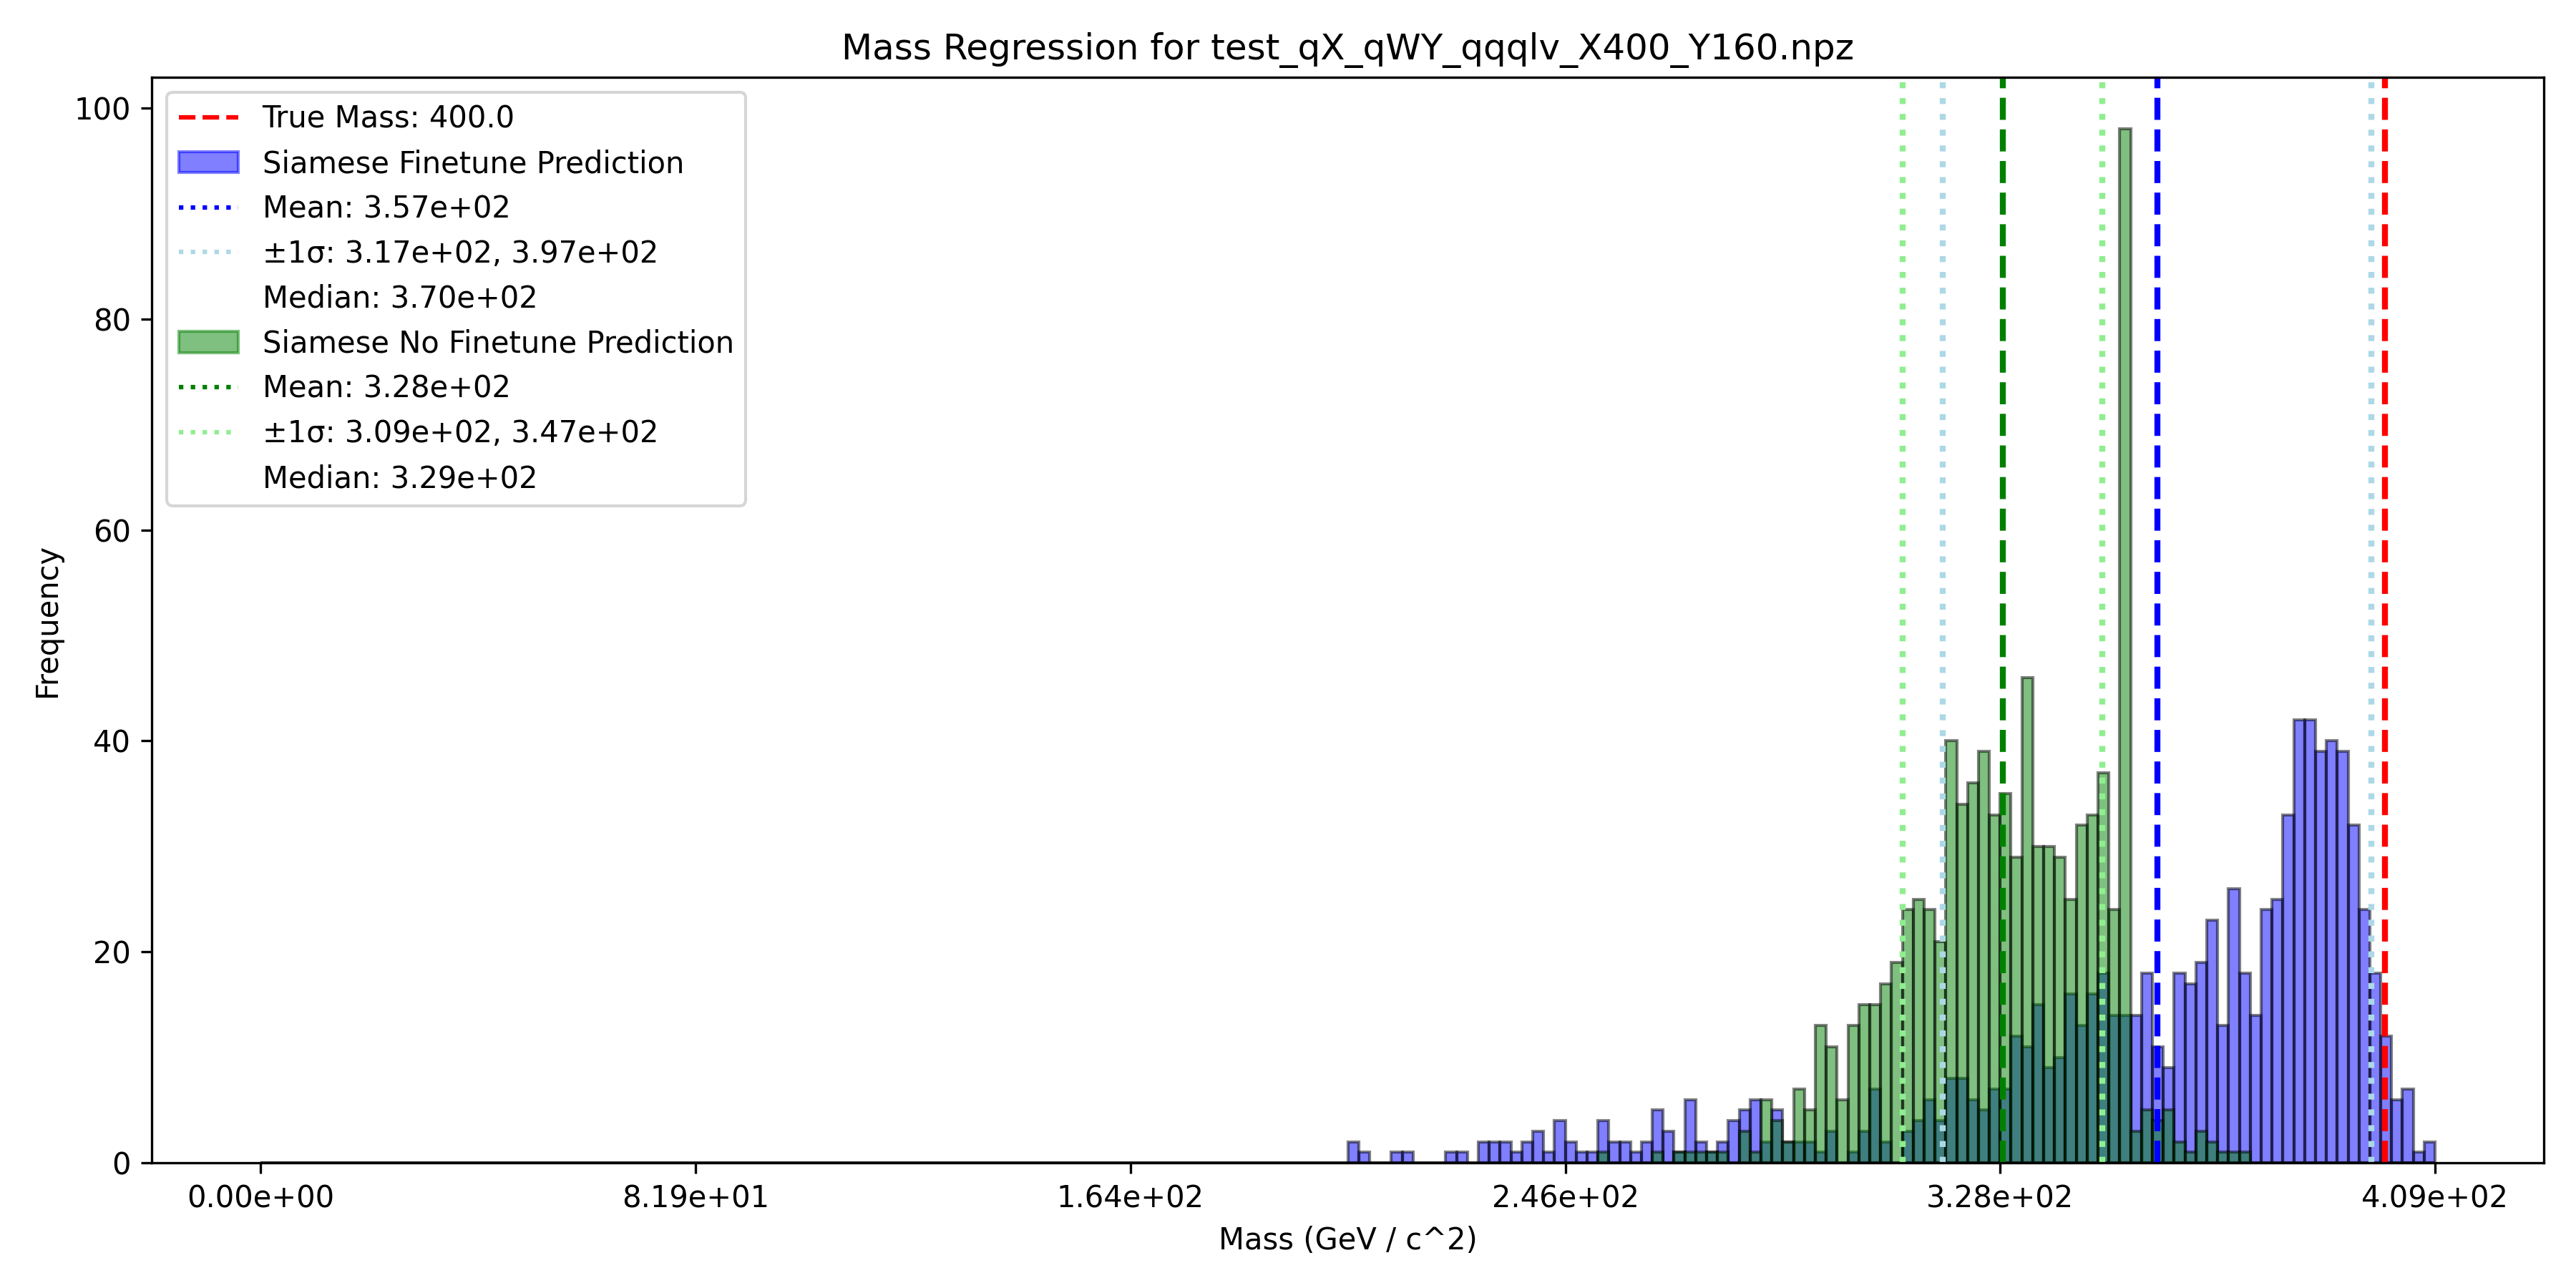 Mass Regression for test_qX_qWY_qqqlv_X400_Y160.npz
True Mass: 400.0
Siamese Finetune Prediction
Mean: 3.57e+02
±1σ: 3.17e+02, 3.97e+02
Median: 3.70e+02
Siamese No Finetune Prediction
Mean: 3.28e+02
±1σ: 3.09e+02, 3.47e+02
Median: 3.29e+02
Frequency
100
80
60
40
20
0
0.00e+00 8.19e+01 1.64e+02 2.46e+02 3.28e+02 4.09e+02
Mass (GeV / c^2)